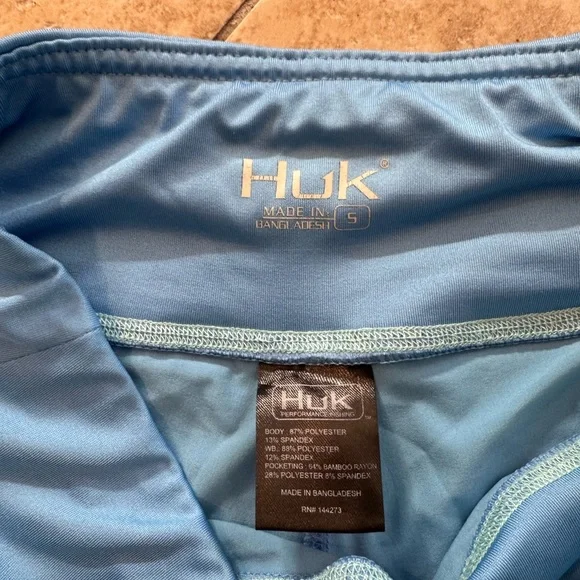 HUK®
MADE IN
BANGLADESH
S
HUK
PERFORMANCE FISHING
BODY : 87% POLYESTER
13% SPANDEX
WB : 88% POLYESTER
12% SPANDEX
POCKETING : 64% BAMBOO RAYON
28% POLYESTER 8% SPANDEX
MADE IN BANGLADESH
RN# 144273